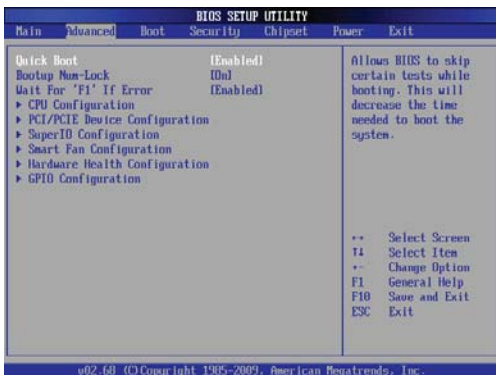 BIOS SETUP UTILITY
Main Advanced Boot Security Chipset Power Exit
Quick Boot [Enabled]
Bootup Num-Lock [On]
Wait For 'F1' If Error [Enabled]
▶ CPU Configuration
▶ PCI/PCIE Device Configuration
▶ SuperIO Configuration
▶ Smart Fan Configuration
▶ Hardware Health Configuration
▶ GPIO Configuration
Allows BIOS to skip
certain tests while
booting. This will
decrease the time
needed to boot the
system.
↔ Select Screen
↑↓ Select Item
+- Change Option
F1 General Help
F10 Save and Exit
ESC Exit
v02.68 (C)Copyright 1985-2009, American Megatrends, Inc.